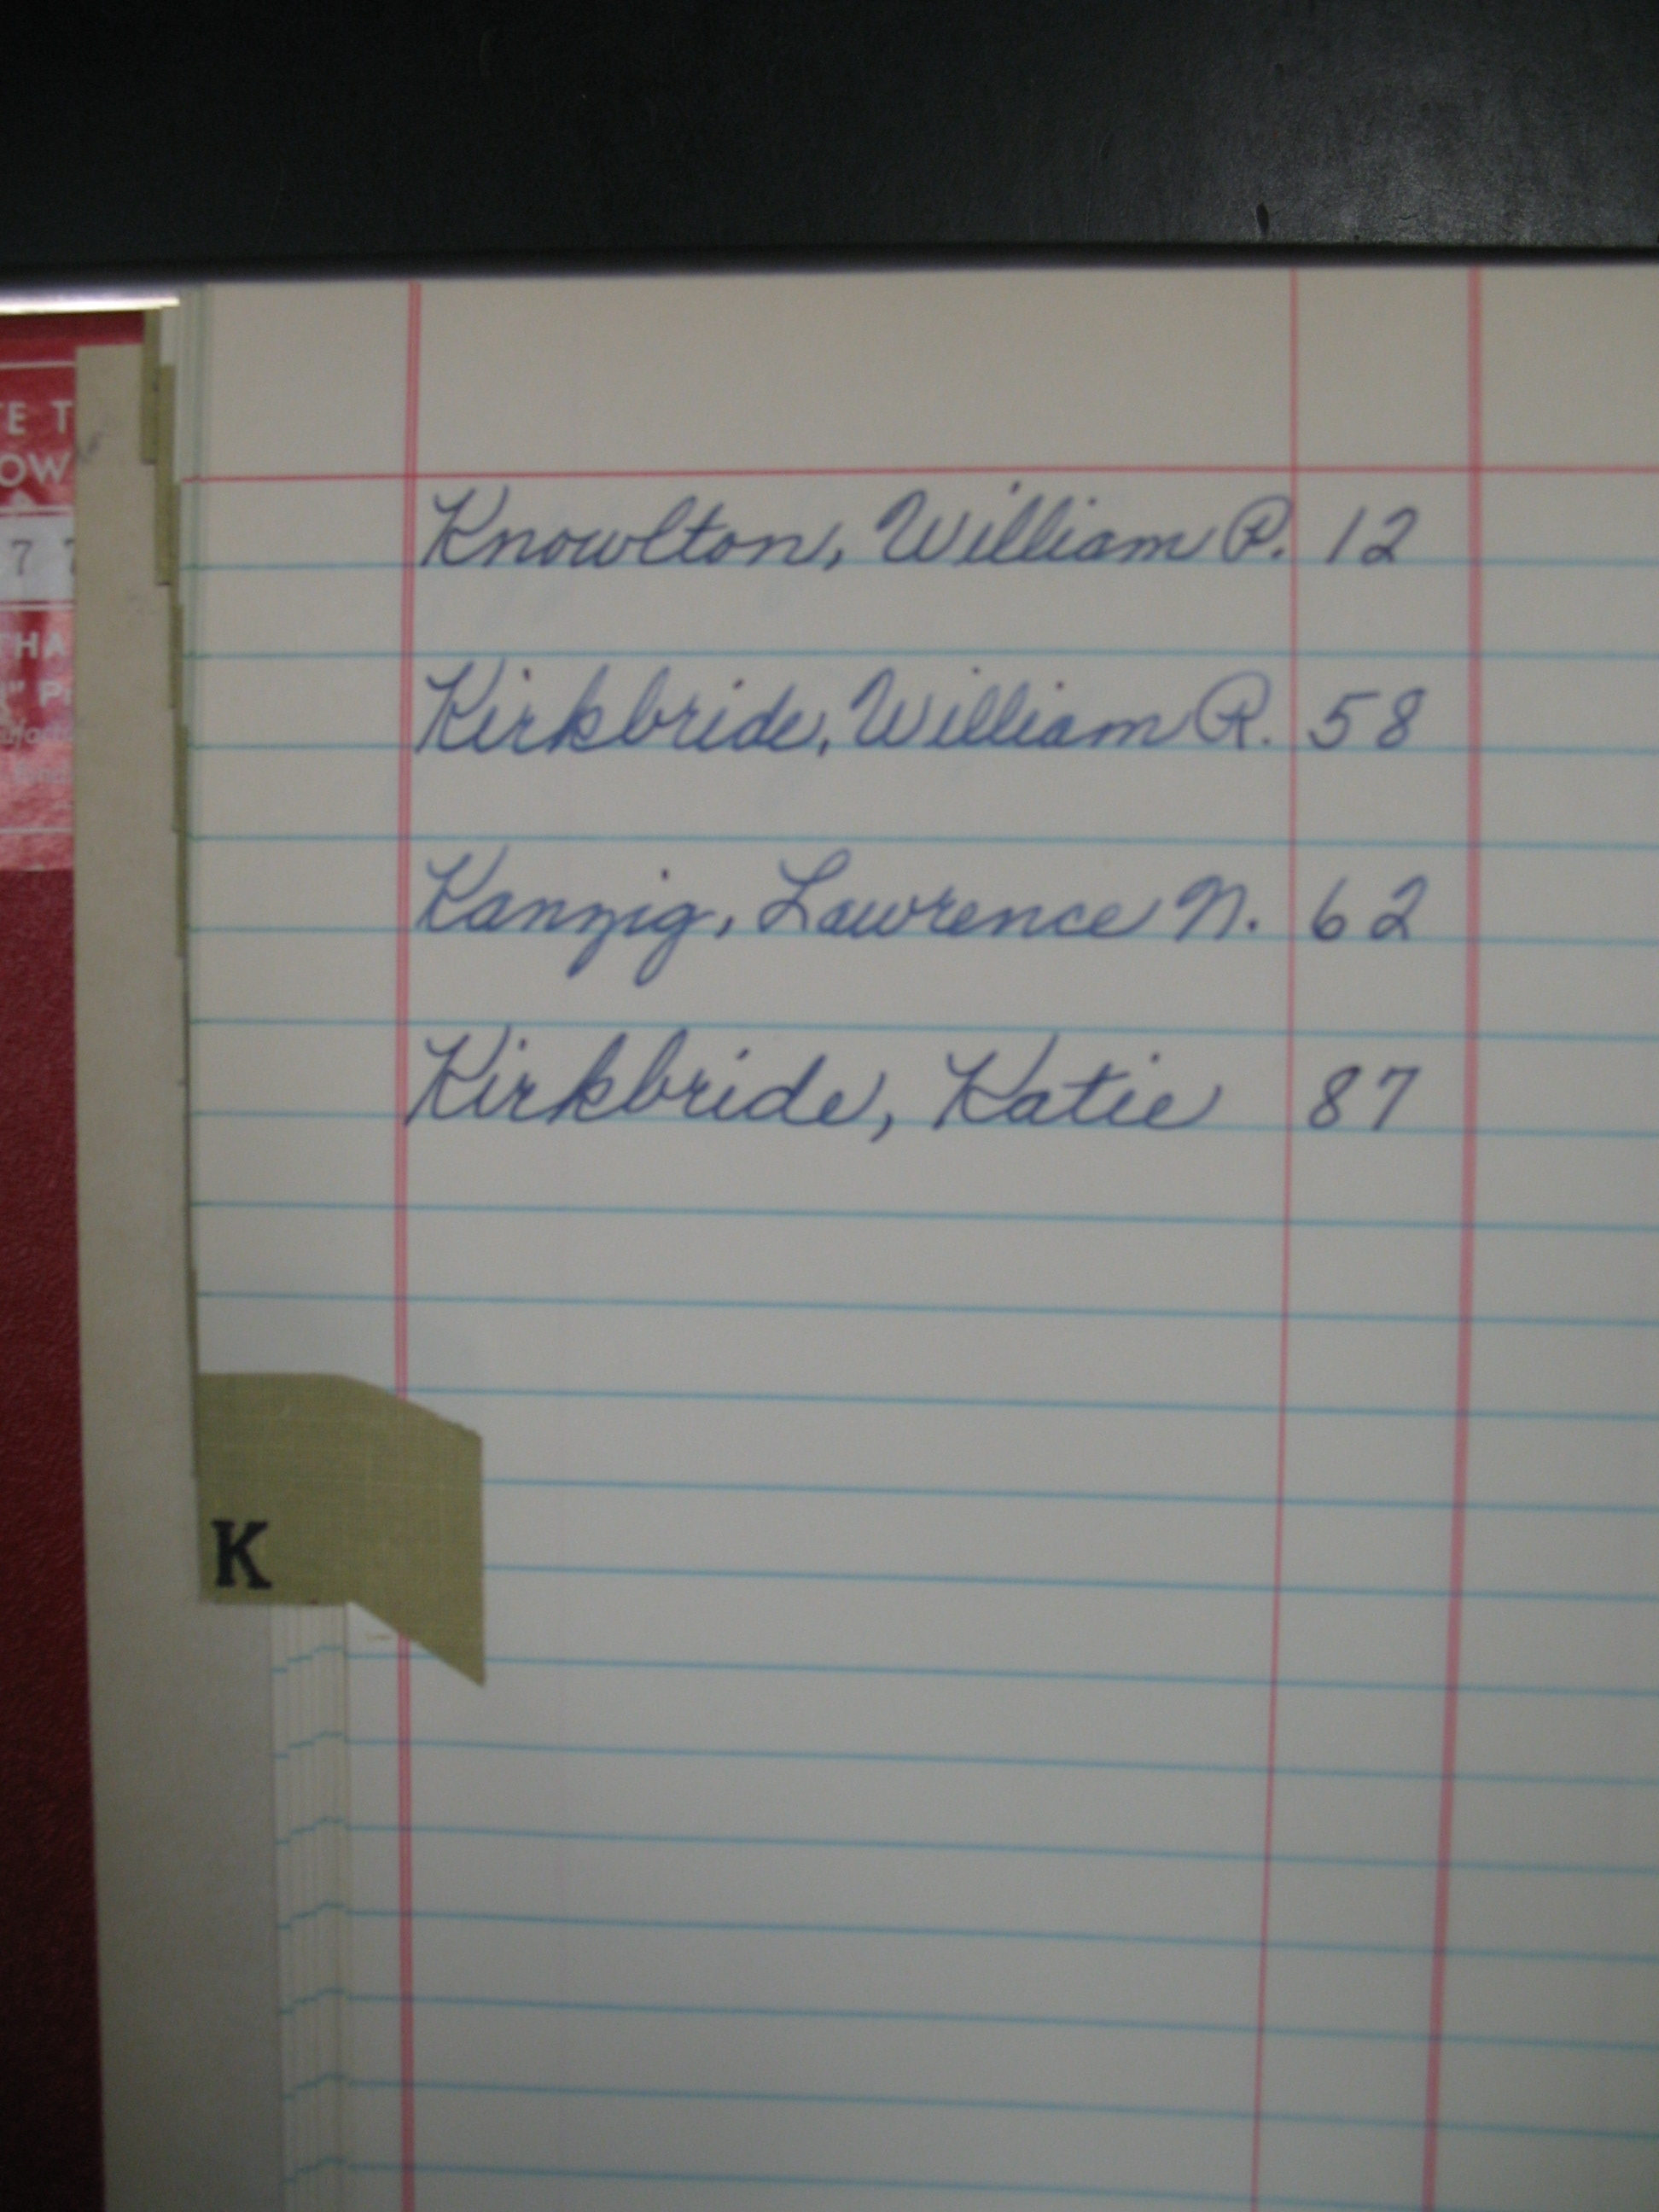 Knowlton, William P. 12
Kirkbride, William R. 58
Kanzig, Lawrence N. 62
Kirkbride, Katie 87
K
E T
OW
7 7
THA